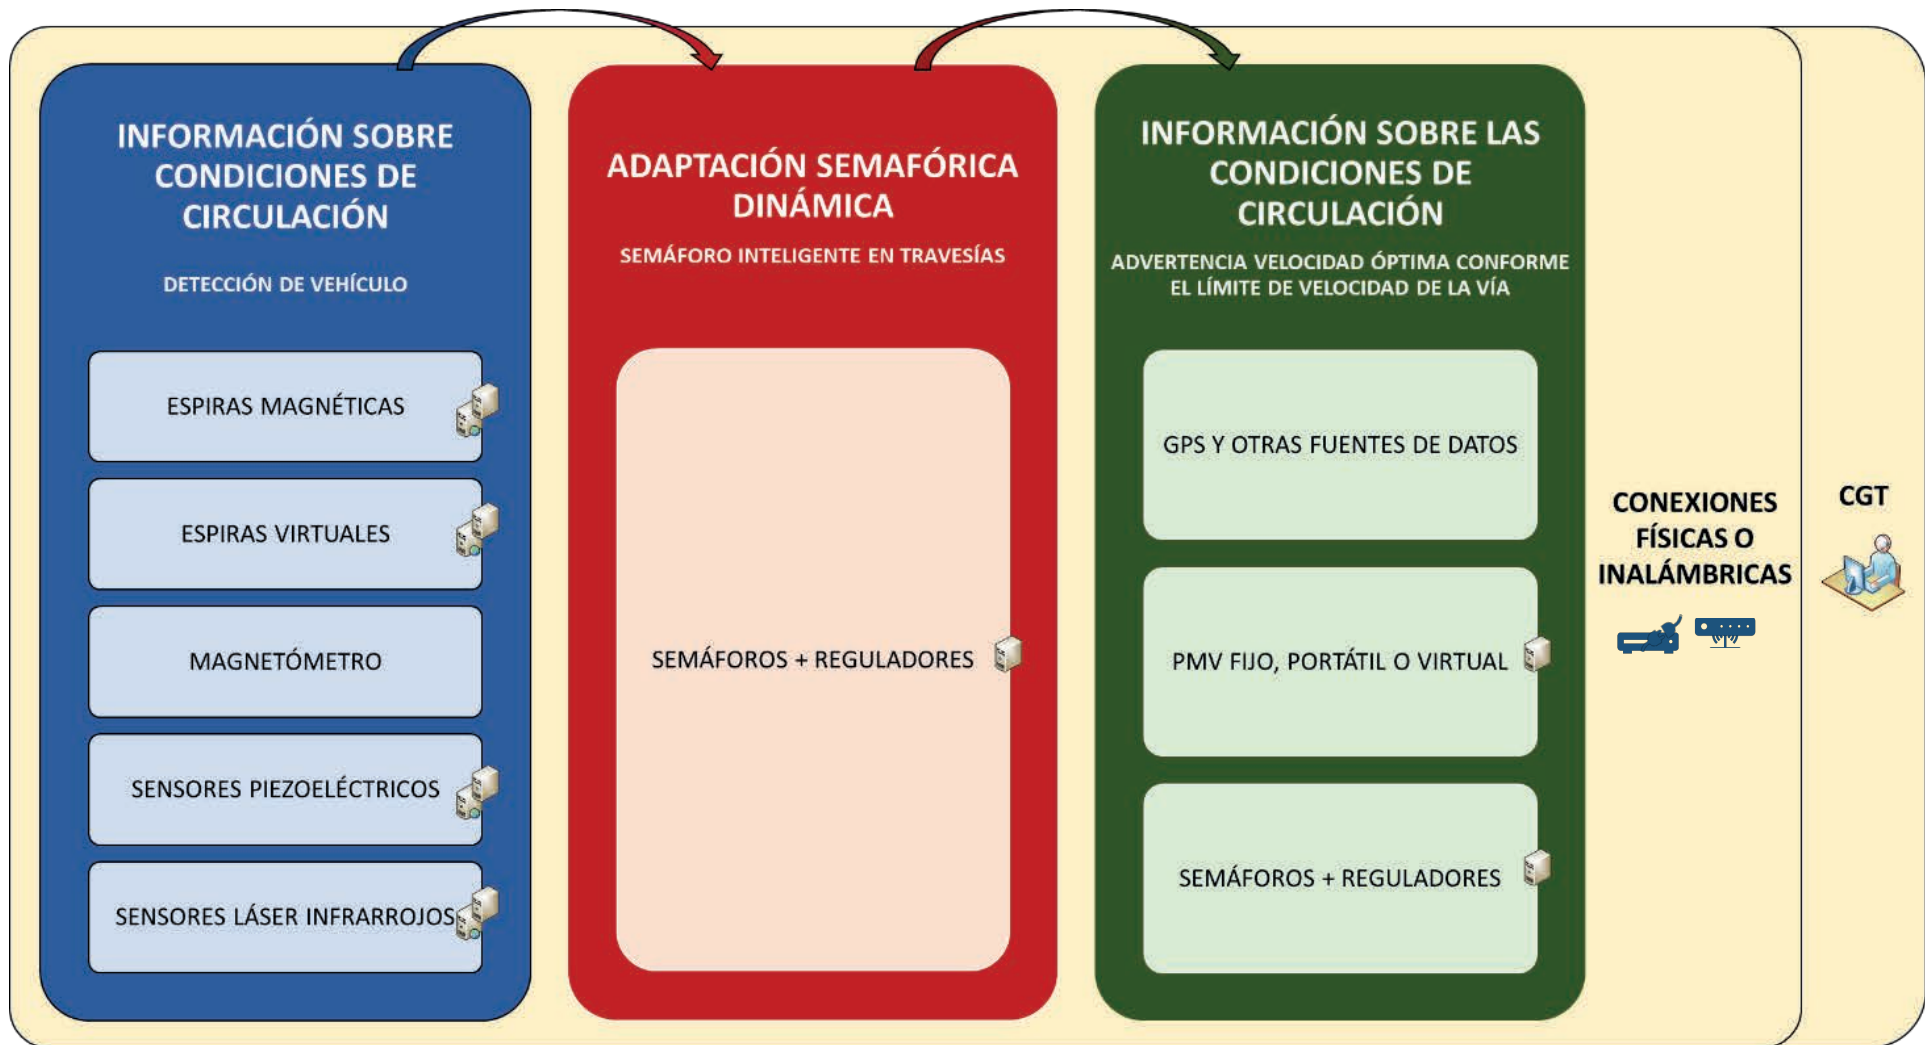 INFORMACIÓN SOBRE
CONDICIONES DE
CIRCULACIÓN
DETECCIÓN DE VEHÍCULO
ESPIRAS MAGNÉTICAS
ESPIRAS VIRTUALES
MAGNETÓMETRO
SENSORES PIEZOELÉCTRICOS
SENSORES LÁSER INFRARROJOS
ADAPTACIÓN SEMAFÓRICA
DINÁMICA
SEMÁFORO INTELIGENTE EN TRAVESÍAS
SEMÁFOROS + REGULADORES
INFORMACIÓN SOBRE LAS
CONDICIONES DE
CIRCULACIÓN
ADVERTENCIA VELOCIDAD ÓPTIMA CONFORME
EL LÍMITE DE VELOCIDAD DE LA VÍA
GPS Y OTRAS FUENTES DE DATOS
PMV FIJO, PORTÁTIL O VIRTUAL
SEMÁFOROS + REGULADORES
CONEXIONES
FÍSICAS O
INALÁMBRICAS
CGT